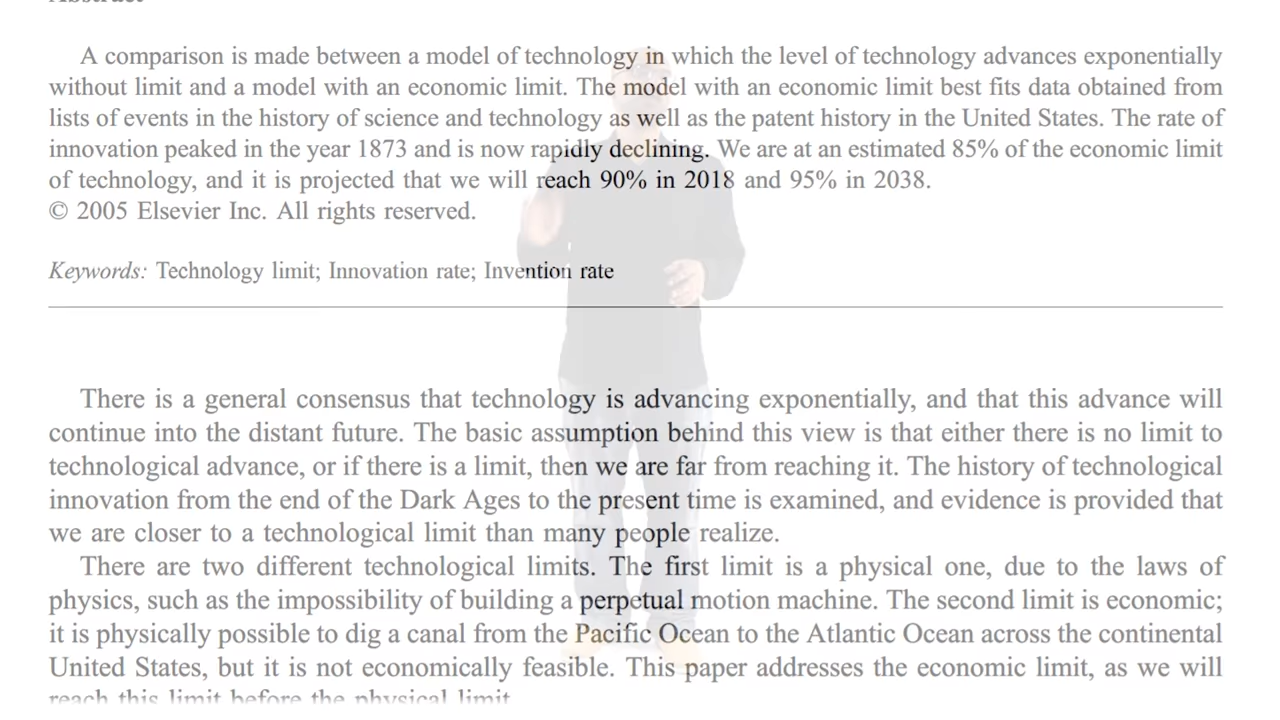 Abstract
A comparison is made between a model of technology in which the level of technology advances exponentially
without limit and a model with an economic limit. The model with an economic limit best fits data obtained from
lists of events in the history of science and technology as well as the patent history in the United States. The rate of
innovation peaked in the year 1873 and is now rapidly declining. We are at an estimated 85% of the economic limit
of technology, and it is projected that we will reach 90% in 2018 and 95% in 2038.
© 2005 Elsevier Inc. All rights reserved.
Keywords: Technology limit; Innovation rate; Invention rate
There is a general consensus that technology is advancing exponentially, and that this advance will
continue into the distant future. The basic assumption behind this view is that either there is no limit to
technological advance, or if there is a limit, then we are far from reaching it. The history of technological
innovation from the end of the Dark Ages to the present time is examined, and evidence is provided that
we are closer to a technological limit than many people realize.
There are two different technological limits. The first limit is a physical one, due to the laws of
physics, such as the impossibility of building a perpetual motion machine. The second limit is economic;
it is physically possible to dig a canal from the Pacific Ocean to the Atlantic Ocean across the continental
United States, but it is not economically feasible. This paper addresses the economic limit, as we will
reach this limit before the physical limit